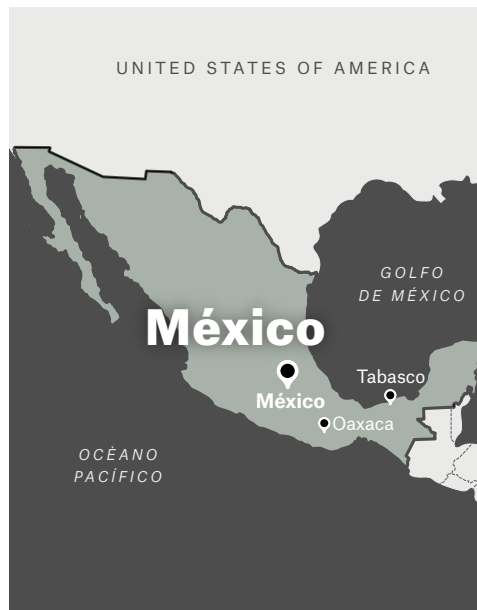 UNITED STATES OF AMERICA
GOLFO
DE MÉXICO
México
Tabasco
México
Oaxaca
OCÈANO
PACÍFICO